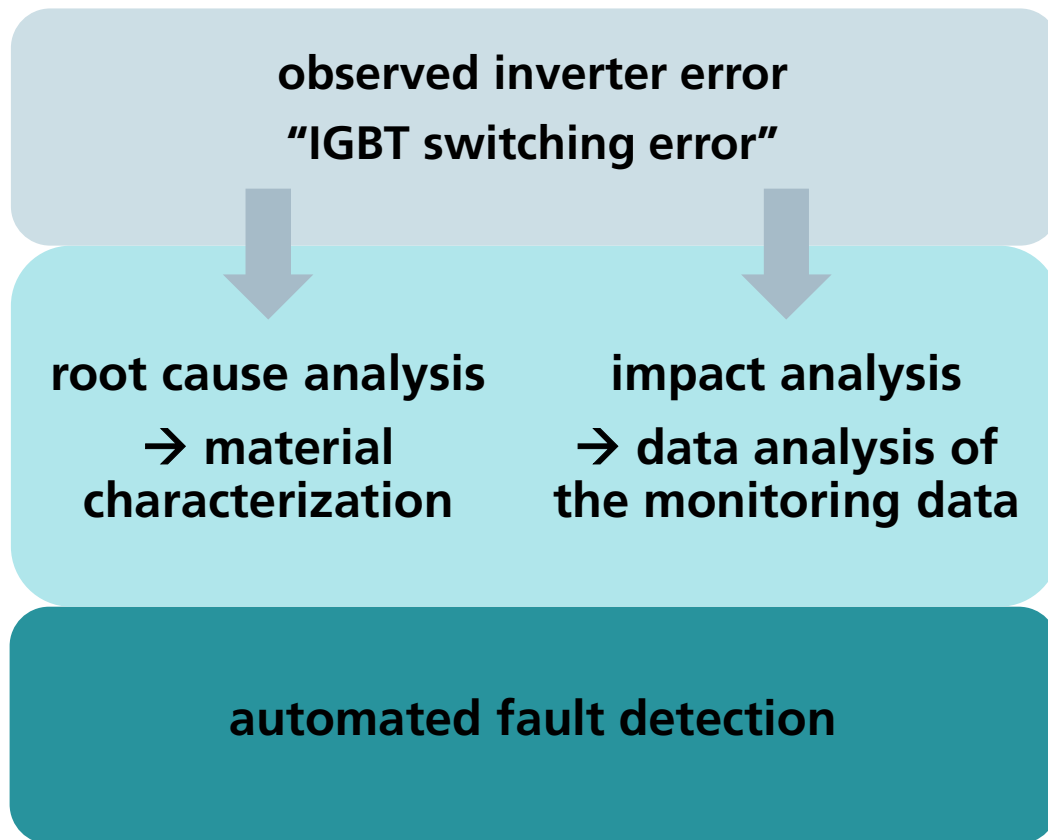 observed inverter error
“IGBT switching error”
root cause analysis
→ material
characterization
impact analysis
→ data analysis of
the monitoring data
automated fault detection